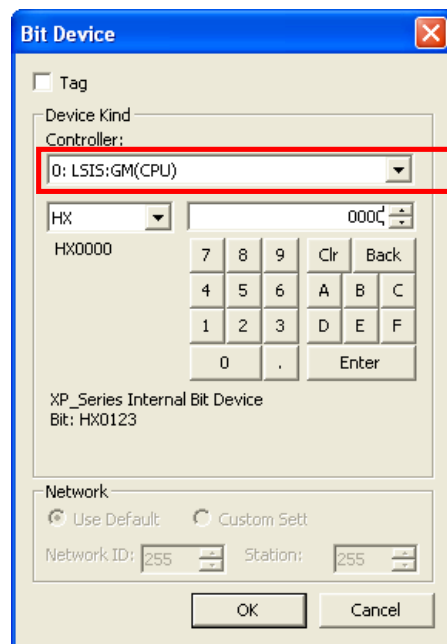 Bit Device
Tag
Device Kind
Controller:
0: LSIS:GM(CPU)
HX 0000
HX0000
7 8 9 Clr Back
4 5 6 A B C
1 2 3 D E F
0 . Enter
XP_Series Internal Bit Device
Bit: HX0123
Network
Use Default Custom Sett
Network ID: 255 Station: 255
OK Cancel